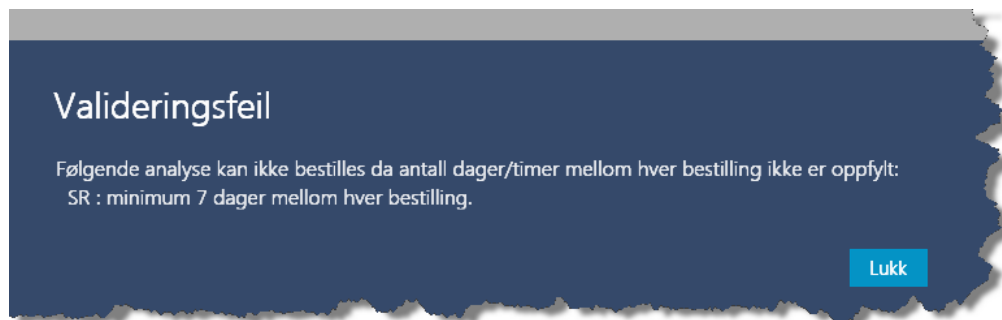 Valideringsfeil
Følgende analyse kan ikke bestilles da antall dager/timer mellom hver bestilling ikke er oppfylt:
SR : minimum 7 dager mellom hver bestilling.
Lukk